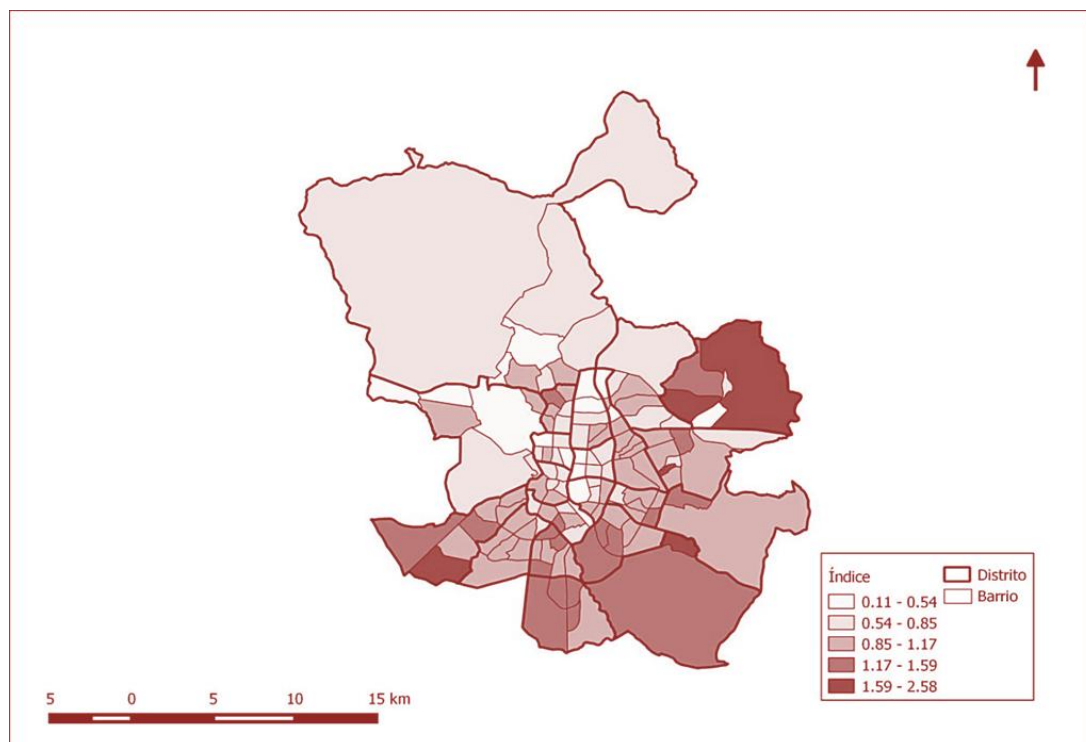 Índice
0.11 - 0.54
0.54 - 0.85
0.85 - 1.17
1.17 - 1.59
1.59 - 2.58
Distrito
Barrio
5 0 5 10 15 km